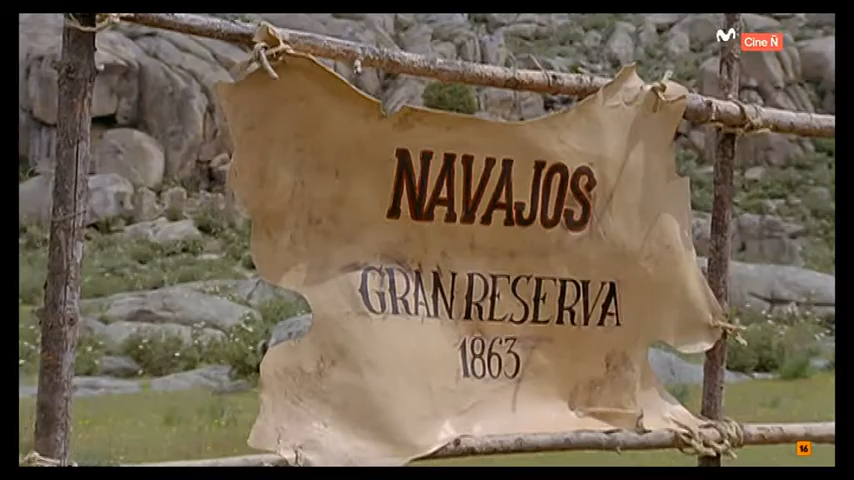 Cine Ñ
NAVAJOS
GRAN RESERVA
1863
16